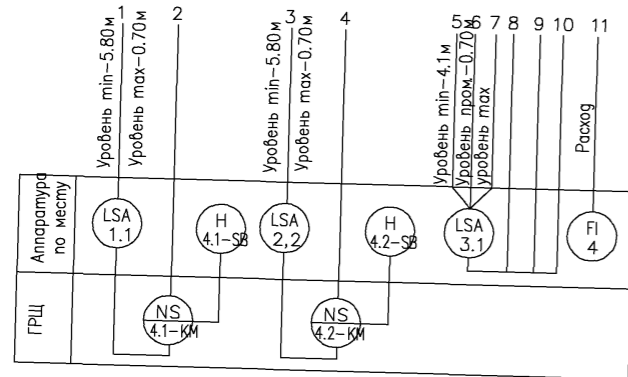 1
2
3
4
5
6
7
8
9
10
11
Уровень min-5.80м
Уровень max-0.70м
Уровень min-5.80м
Уровень max-0.70м
Уровень min-4.1м
Уровень пром.-0.70м
уровень max
Расход
Аппаратура
по месту
LSA
1.1
H
4.1-SB
LSA
2,2
H
4.2-SB
LSA
3.1
FI
4
ГРЩ
NS
4.1-КМ
NS
4.2-КМ